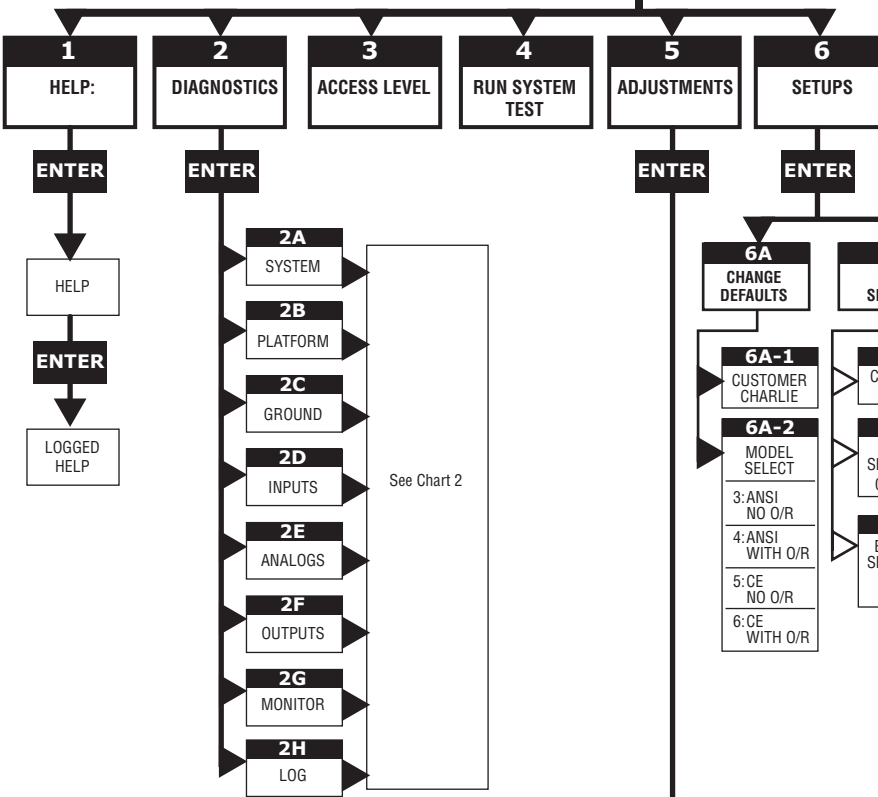 1
HELP:
2
DIAGNOSTICS
3
ACCESS LEVEL
4
RUN SYSTEM
TEST
5
ADJUSTMENTS
6
SETUPS
ENTER
ENTER
ENTER
ENTER
HELP
ENTER
LOGGED
HELP
2A
SYSTEM
2B
PLATFORM
2C
GROUND
2D
INPUTS
2E
ANALOGS
2F
OUTPUTS
2G
MONITOR
2H
LOG
See Chart 2
6A
CHANGE
DEFAULTS
6A-1
CUSTOMER
CHARLIE
6A-2
MODEL
SELECT
3:ANSI
NO O/R
4:ANSI
WITH O/R
5:CE
NO O/R
6:CE
WITH O/R